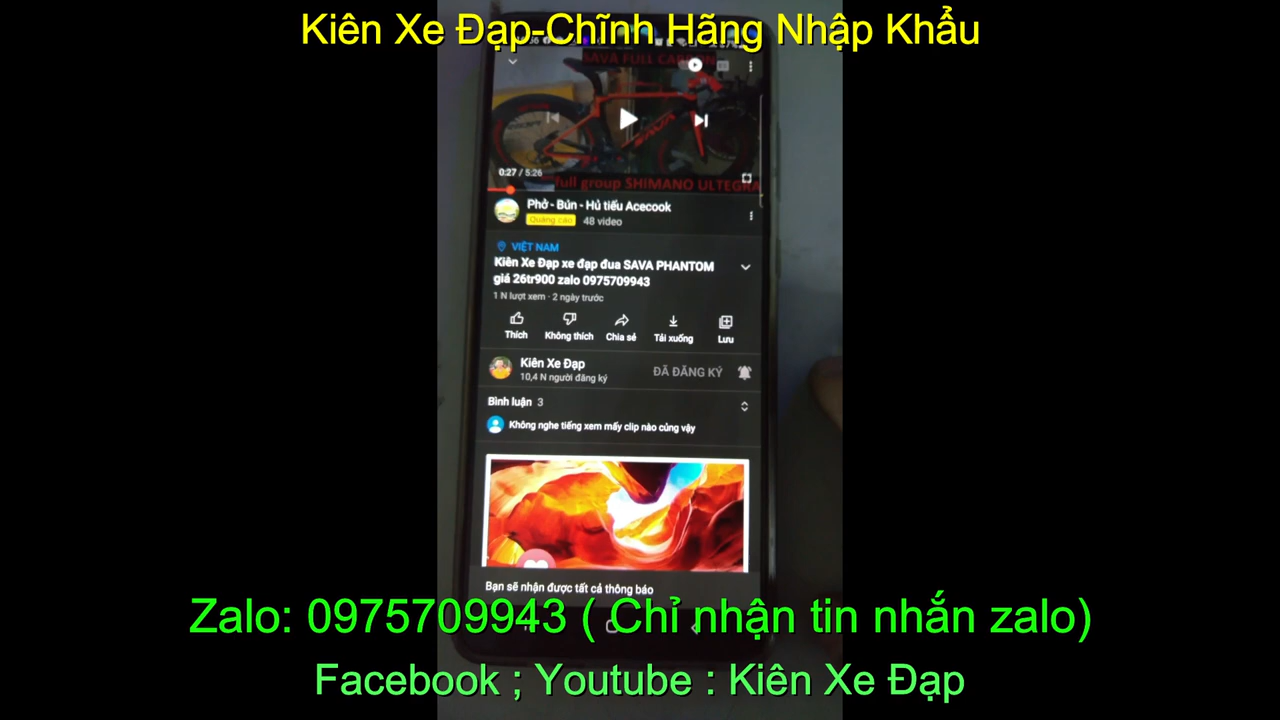 Kiên Xe Đạp-Chĩnh Hãng Nhập Khẩu
SAVA FULL CARBON
0:27 / 5:26
full group SHIMANO ULTEGRA
Phở - Bún - Hủ tiếu Acecook
Quảng cáo 48 video
VIỆT NAM
Kiên Xe Đạp xe đạp đua SAVA PHANTOM
giá 26tr900 zalo 0975709943
1 N lượt xem · 2 ngày trước
Thích Không thích Chia sẻ Tải xuống Lưu
Kiên Xe Đạp
10,4 N người đăng ký
ĐÃ ĐĂNG KÝ
Bình luận 3
Không nghe tiếng xem mấy clip nào củng vậy
Bạn sẽ nhận được tất cả thông báo
Zalo: 0975709943 ( Chỉ nhận tin nhắn zalo)
Facebook ; Youtube : Kiên Xe Đạp